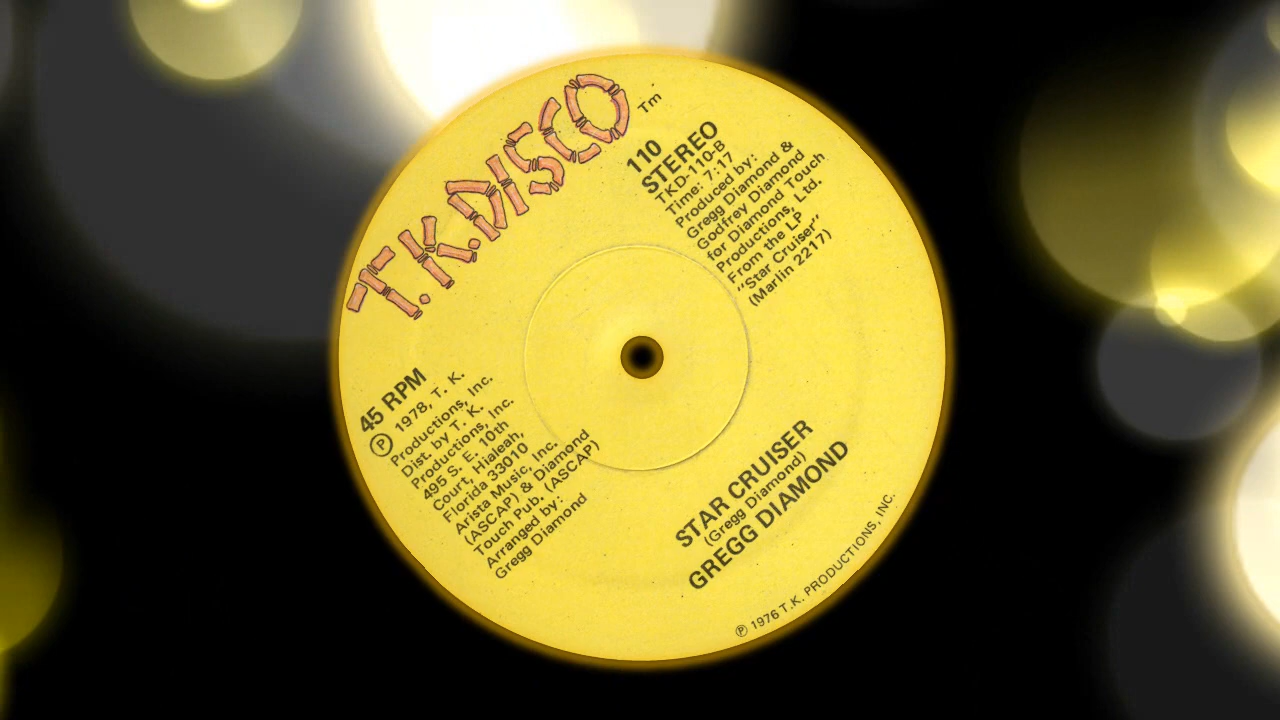 T.K. DISCO TM
110
STEREO
TKD-110-B
Time: 7:17
Produced by:
Gregg Diamond &
Godfrey Diamond
for Diamond Touch
Productions, Ltd.
From the LP
"Star Cruiser"
(Marlin 2217)
45 RPM
Ⓟ 1978, T. K.
Productions, Inc.
Dist. by T. K.
Productions, Inc.
495 S. E. 10th
Court, Hialeah,
Florida 33010
Arista Music, Inc.
(ASCAP) & Diamond
Touch Pub. (ASCAP)
Arranged by:
Gregg Diamond
STAR CRUISER
(Gregg Diamond)
GREGG DIAMOND
Ⓟ 1976 T.K. PRODUCTIONS, INC.